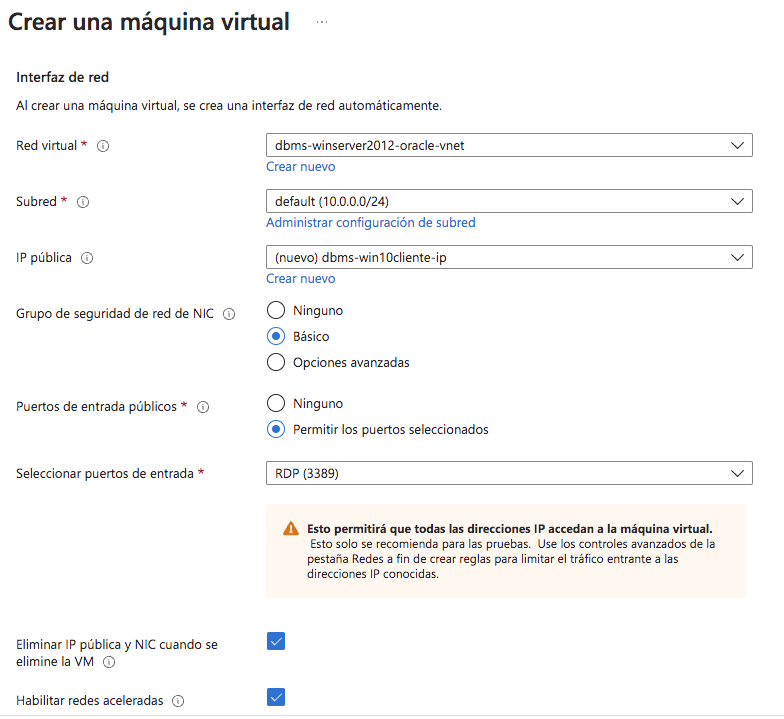 Crear una máquina virtual ...
Interfaz de red
Al crear una máquina virtual, se crea una interfaz de red automáticamente.
Red virtual *
dbms-winserver2012-oracle-vnet
Crear nuevo
Subred *
default (10.0.0.0/24)
Administrar configuración de subred
IP pública
(nuevo) dbms-win10cliente-ip
Crear nuevo
Grupo de seguridad de red de NIC
Ninguno
Básico
Opciones avanzadas
Puertos de entrada públicos *
Ninguno
Permitir los puertos seleccionados
Seleccionar puertos de entrada *
RDP (3389)
Esto permitirá que todas las direcciones IP accedan a la máquina virtual.
Esto solo se recomienda para las pruebas. Use los controles avanzados de la
pestaña Redes a fin de crear reglas para limitar el tráfico entrante a las
direcciones IP conocidas.
Eliminar IP pública y NIC cuando se
elimine la VM
Habilitar redes aceleradas